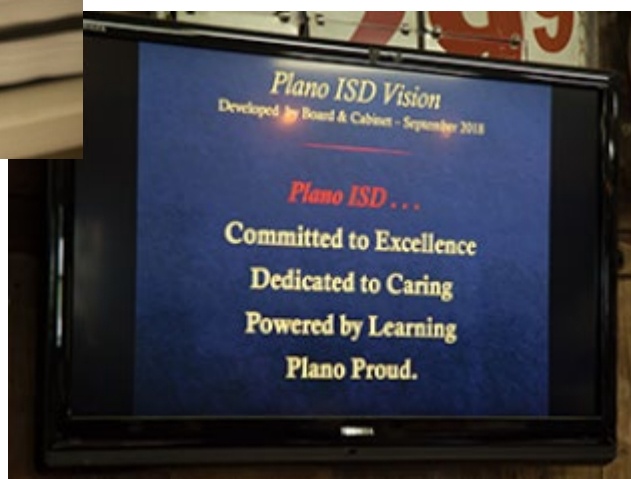 99
Plano ISD Vision
Developed by Board & Cabinet – September 2018
Plano ISD . . .
Committed to Excellence
Dedicated to Caring
Powered by Learning
Plano Proud.